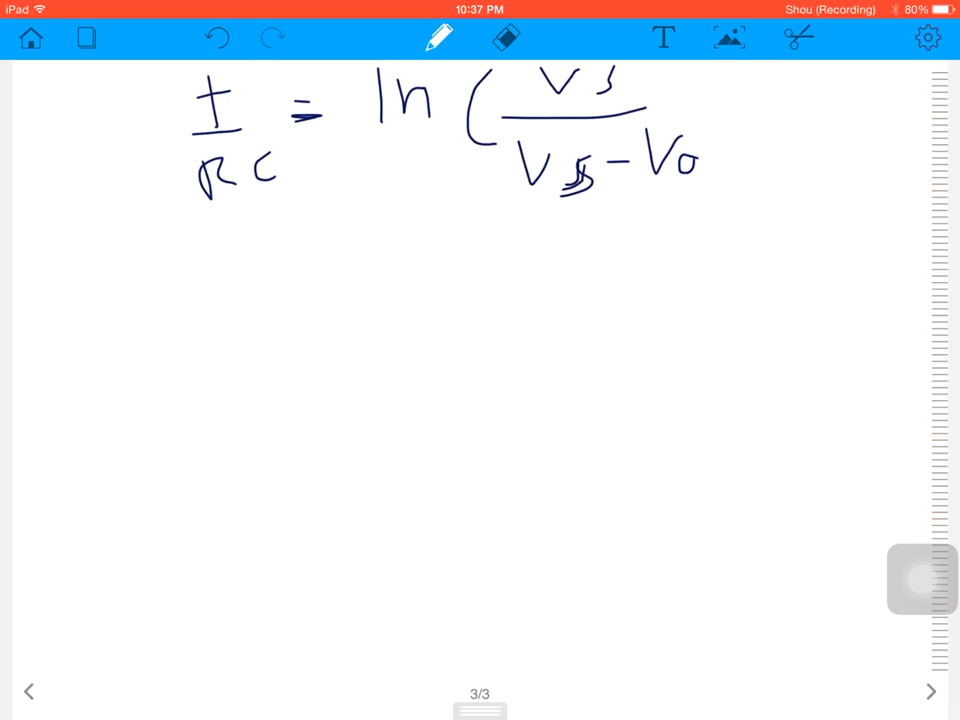 iPad 10:37 PM Shou (Recording) 80%
T
t/RC = ln ( Vs/Vs - Vo
3/3